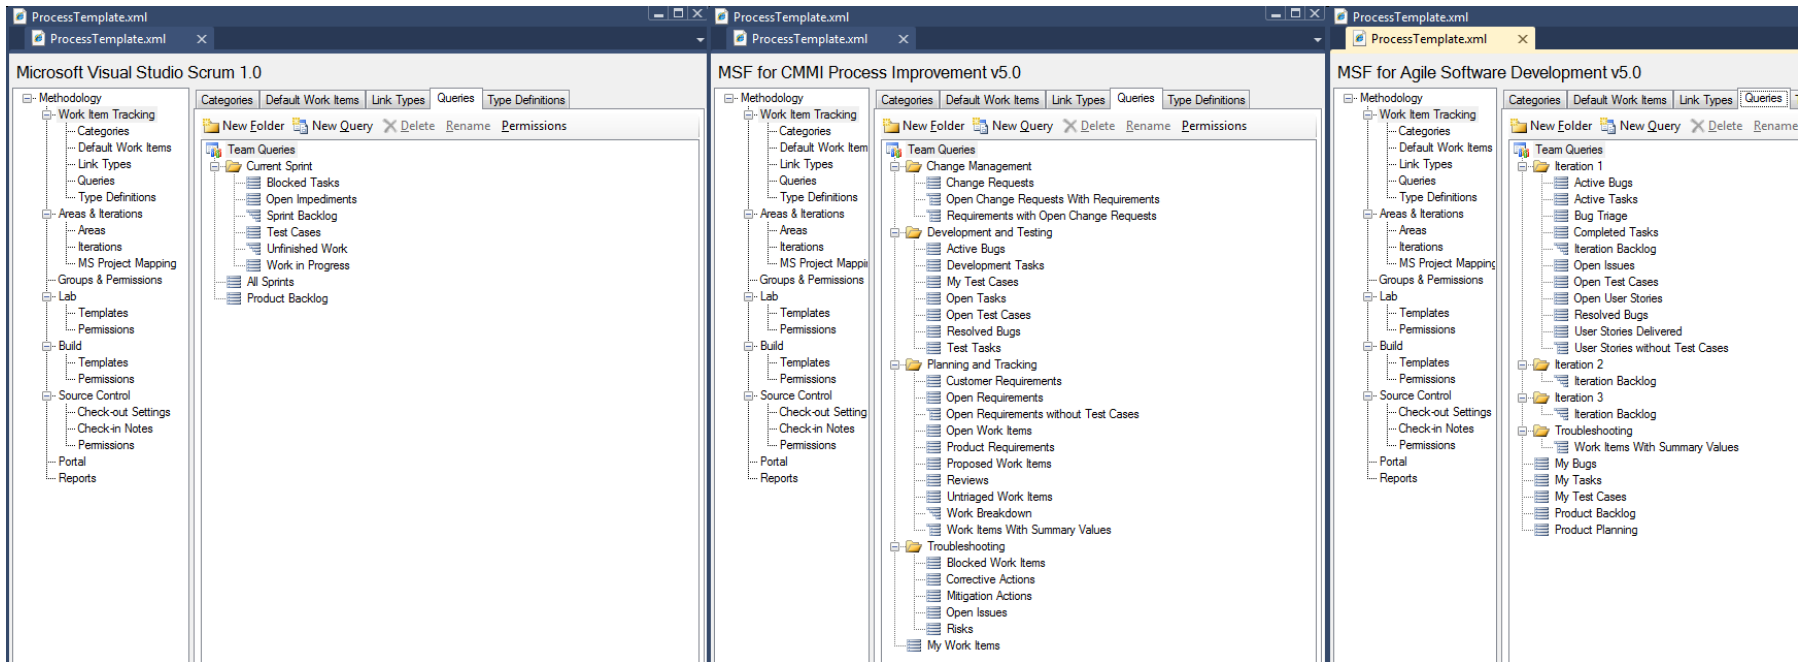 ProcessTemplate.xml
ProcessTemplate.xml
Microsoft Visual Studio Scrum 1.0
Methodology
Work Item Tracking
Categories
Default Work Items
Link Types
Queries
Type Definitions
Areas & Iterations
Areas
Iterations
MS Project Mapping
Groups & Permissions
Lab
Templates
Permissions
Build
Templates
Permissions
Source Control
Check-out Settings
Check-in Notes
Permissions
Portal
Reports
Categories Default Work Items Link Types Queries Type Definitions
New Folder New Query Delete Rename Permissions
Team Queries
Current Sprint
Blocked Tasks
Open Impediments
Sprint Backlog
Test Cases
Unfinished Work
Work in Progress
All Sprints
Product Backlog
ProcessTemplate.xml
ProcessTemplate.xml
MSF for CMMI Process Improvement v5.0
Methodology
Work Item Tracking
Categories
Default Work Item
Link Types
Queries
Type Definitions
Areas & Iterations
Areas
Iterations
MS Project Mappi
Groups & Permissions
Lab
Templates
Permissions
Build
Templates
Permissions
Source Control
Check-out Setting
Check-in Notes
Permissions
Portal
Reports
Categories Default Work Items Link Types Queries Type Definitions
New Folder New Query Delete Rename Permissions
Team Queries
Change Management
Change Requests
Open Change Requests With Requirements
Requirements with Open Change Requests
Development and Testing
Active Bugs
Development Tasks
My Test Cases
Open Tasks
Open Test Cases
Resolved Bugs
Test Tasks
Planning and Tracking
Customer Requirements
Open Requirements
Open Requirements without Test Cases
Open Work Items
Product Requirements
Proposed Work Items
Reviews
Untriaged Work Items
Work Breakdown
Work Items With Summary Values
Troubleshooting
Blocked Work Items
Corrective Actions
Mitigation Actions
Open Issues
Risks
My Work Items
ProcessTemplate.xml
ProcessTemplate.xml
MSF for Agile Software Development v5.0
Methodology
Work Item Tracking
Categories
Default Work Items
Link Types
Queries
Type Definitions
Areas & Iterations
Areas
Iterations
MS Project Mapping
Groups & Permissions
Lab
Templates
Permissions
Build
Templates
Permissions
Source Control
Check-out Settings
Check-in Notes
Permissions
Portal
Reports
Categories Default Work Items Link Types Queries
New Folder New Query Delete Rename
Team Queries
Iteration 1
Active Bugs
Active Tasks
Bug Triage
Completed Tasks
Iteration Backlog
Open Issues
Open Test Cases
Open User Stories
Resolved Bugs
User Stories Delivered
User Stories without Test Cases
Iteration 2
Iteration Backlog
Iteration 3
Iteration Backlog
Troubleshooting
Work Items With Summary Values
My Bugs
My Tasks
My Test Cases
Product Backlog
Product Planning